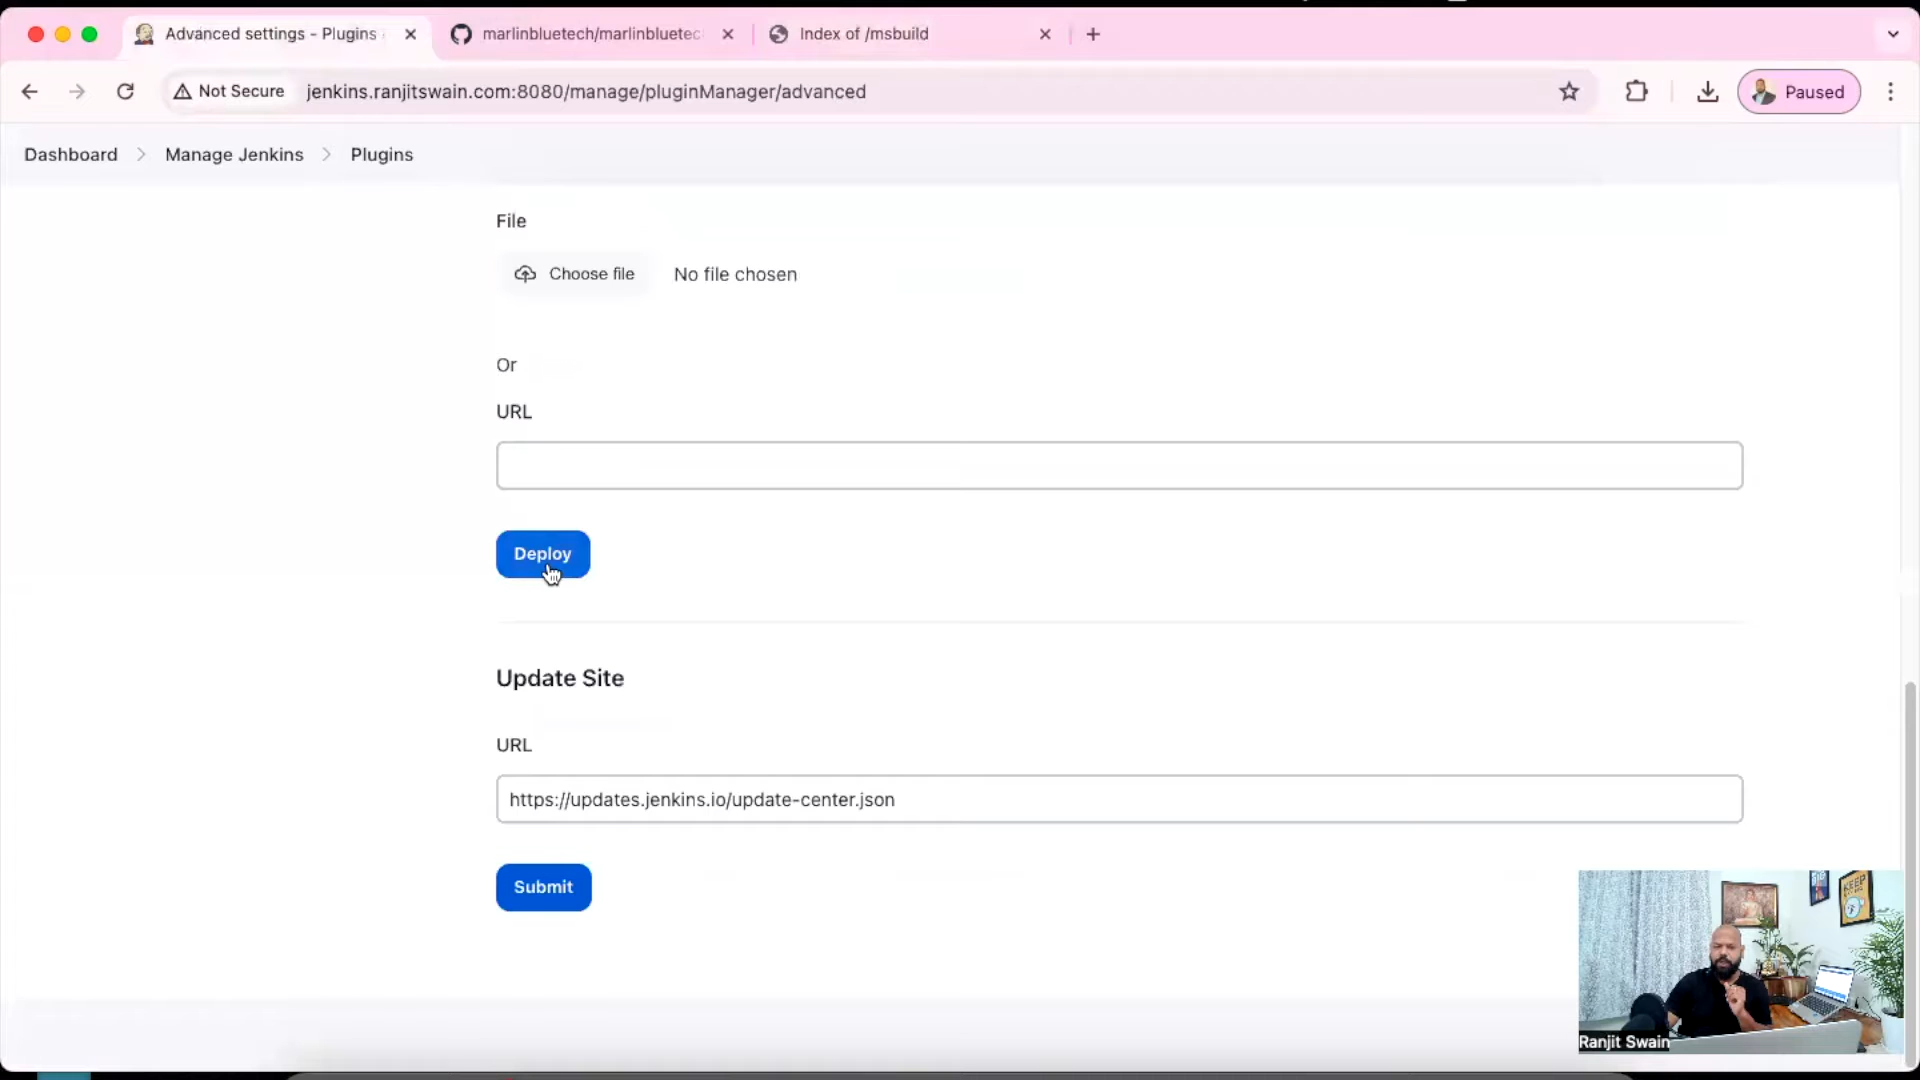 Advanced settings - Plugins
marlinbluetech/marlinbluetec
Index of /msbuild
Not Secure
jenkins.ranjitswain.com:8080/manage/pluginManager/advanced
Paused
Dashboard
Manage Jenkins
Plugins
File
Choose file
No file chosen
Or
URL
Deploy
Update Site
URL
https://updates.jenkins.io/update-center.json
Submit
KEEP
Ranjit Swain